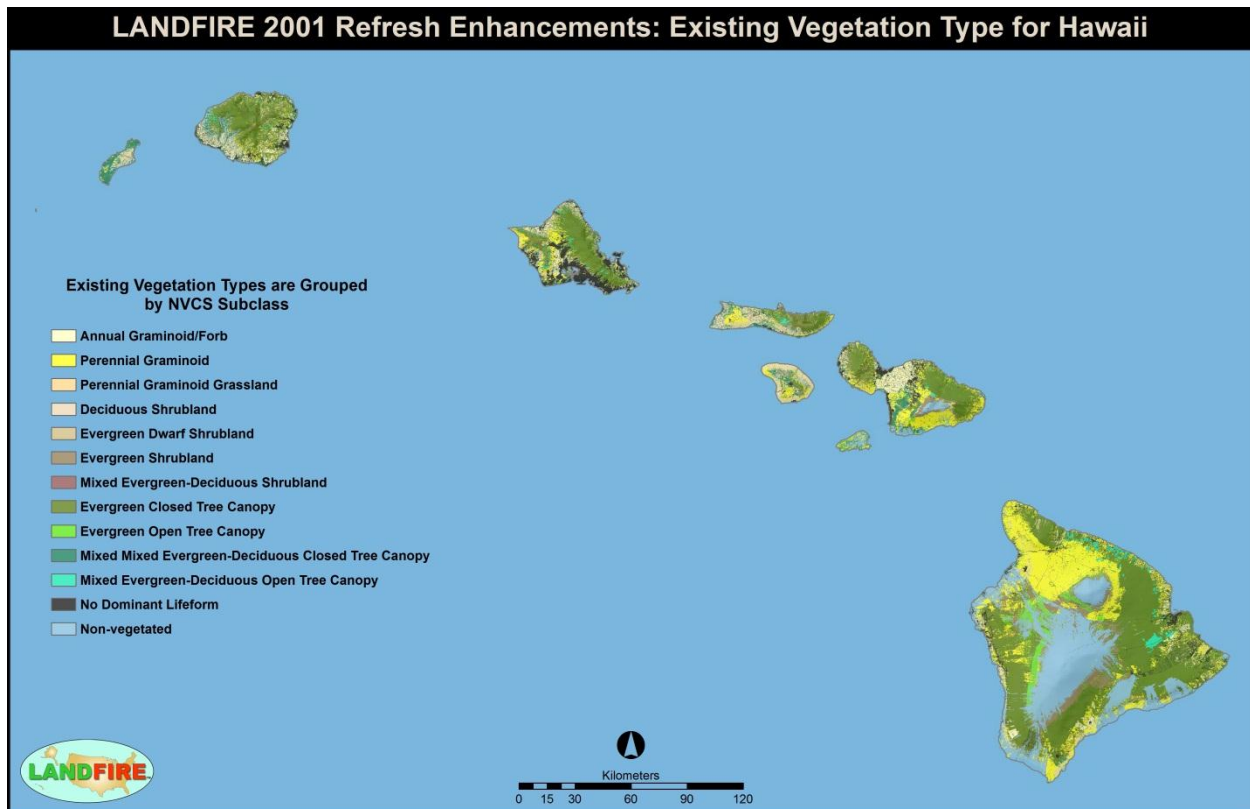 LANDFIRE 2001 Refresh Enhancements: Existing Vegetation Type for Hawaii
Existing Vegetation Types are Grouped
by NVCS Subclass
Annual Graminoid/Forb
Perennial Graminoid
Perennial Graminoid Grassland
Deciduous Shrubland
Evergreen Dwarf Shrubland
Evergreen Shrubland
Mixed Evergreen-Deciduous Shrubland
Evergreen Closed Tree Canopy
Evergreen Open Tree Canopy
Mixed Mixed Evergreen-Deciduous Closed Tree Canopy
Mixed Evergreen-Deciduous Open Tree Canopy
No Dominant Lifeform
Non-vegetated
LANDFIRE
Kilometers
0 15 30 60 90 120